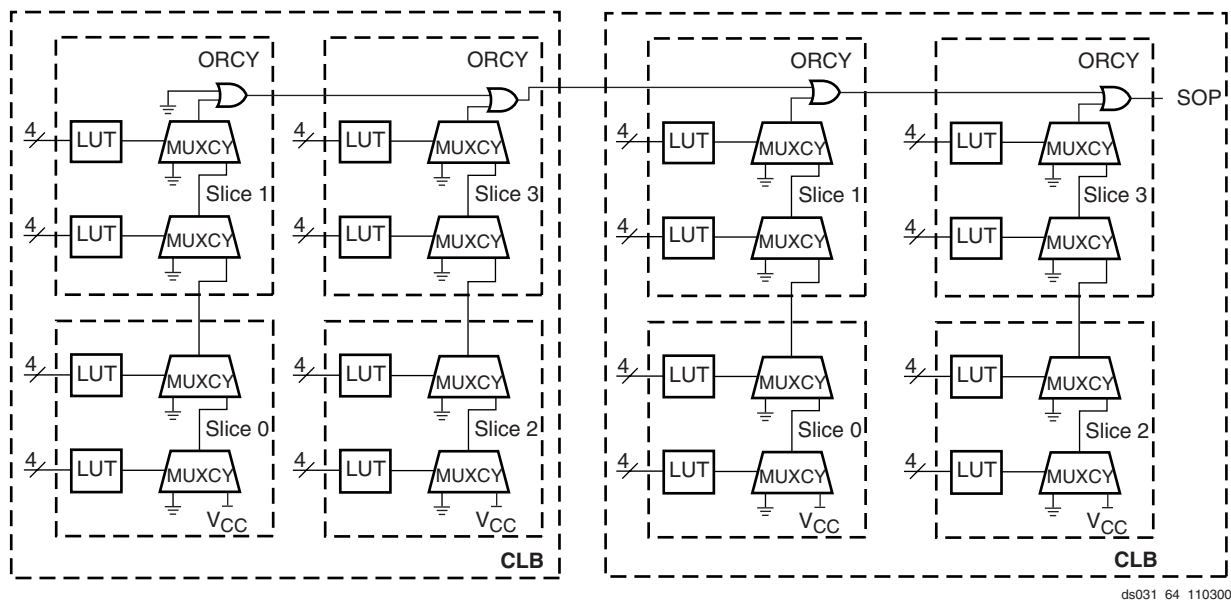 ORCY ORCY ORCY ORCY
SOP
4 LUT MUXCY 4 LUT MUXCY 4 LUT MUXCY 4 LUT MUXCY
Slice 1 Slice 3 Slice 1 Slice 3
4 LUT MUXCY 4 LUT MUXCY 4 LUT MUXCY 4 LUT MUXCY
4 LUT MUXCY 4 LUT MUXCY 4 LUT MUXCY 4 LUT MUXCY
Slice 0 Slice 2 Slice 0 Slice 2
4 LUT MUXCY 4 LUT MUXCY 4 LUT MUXCY 4 LUT MUXCY
VCC VCC VCC VCC
CLB CLB
ds031_64_110300